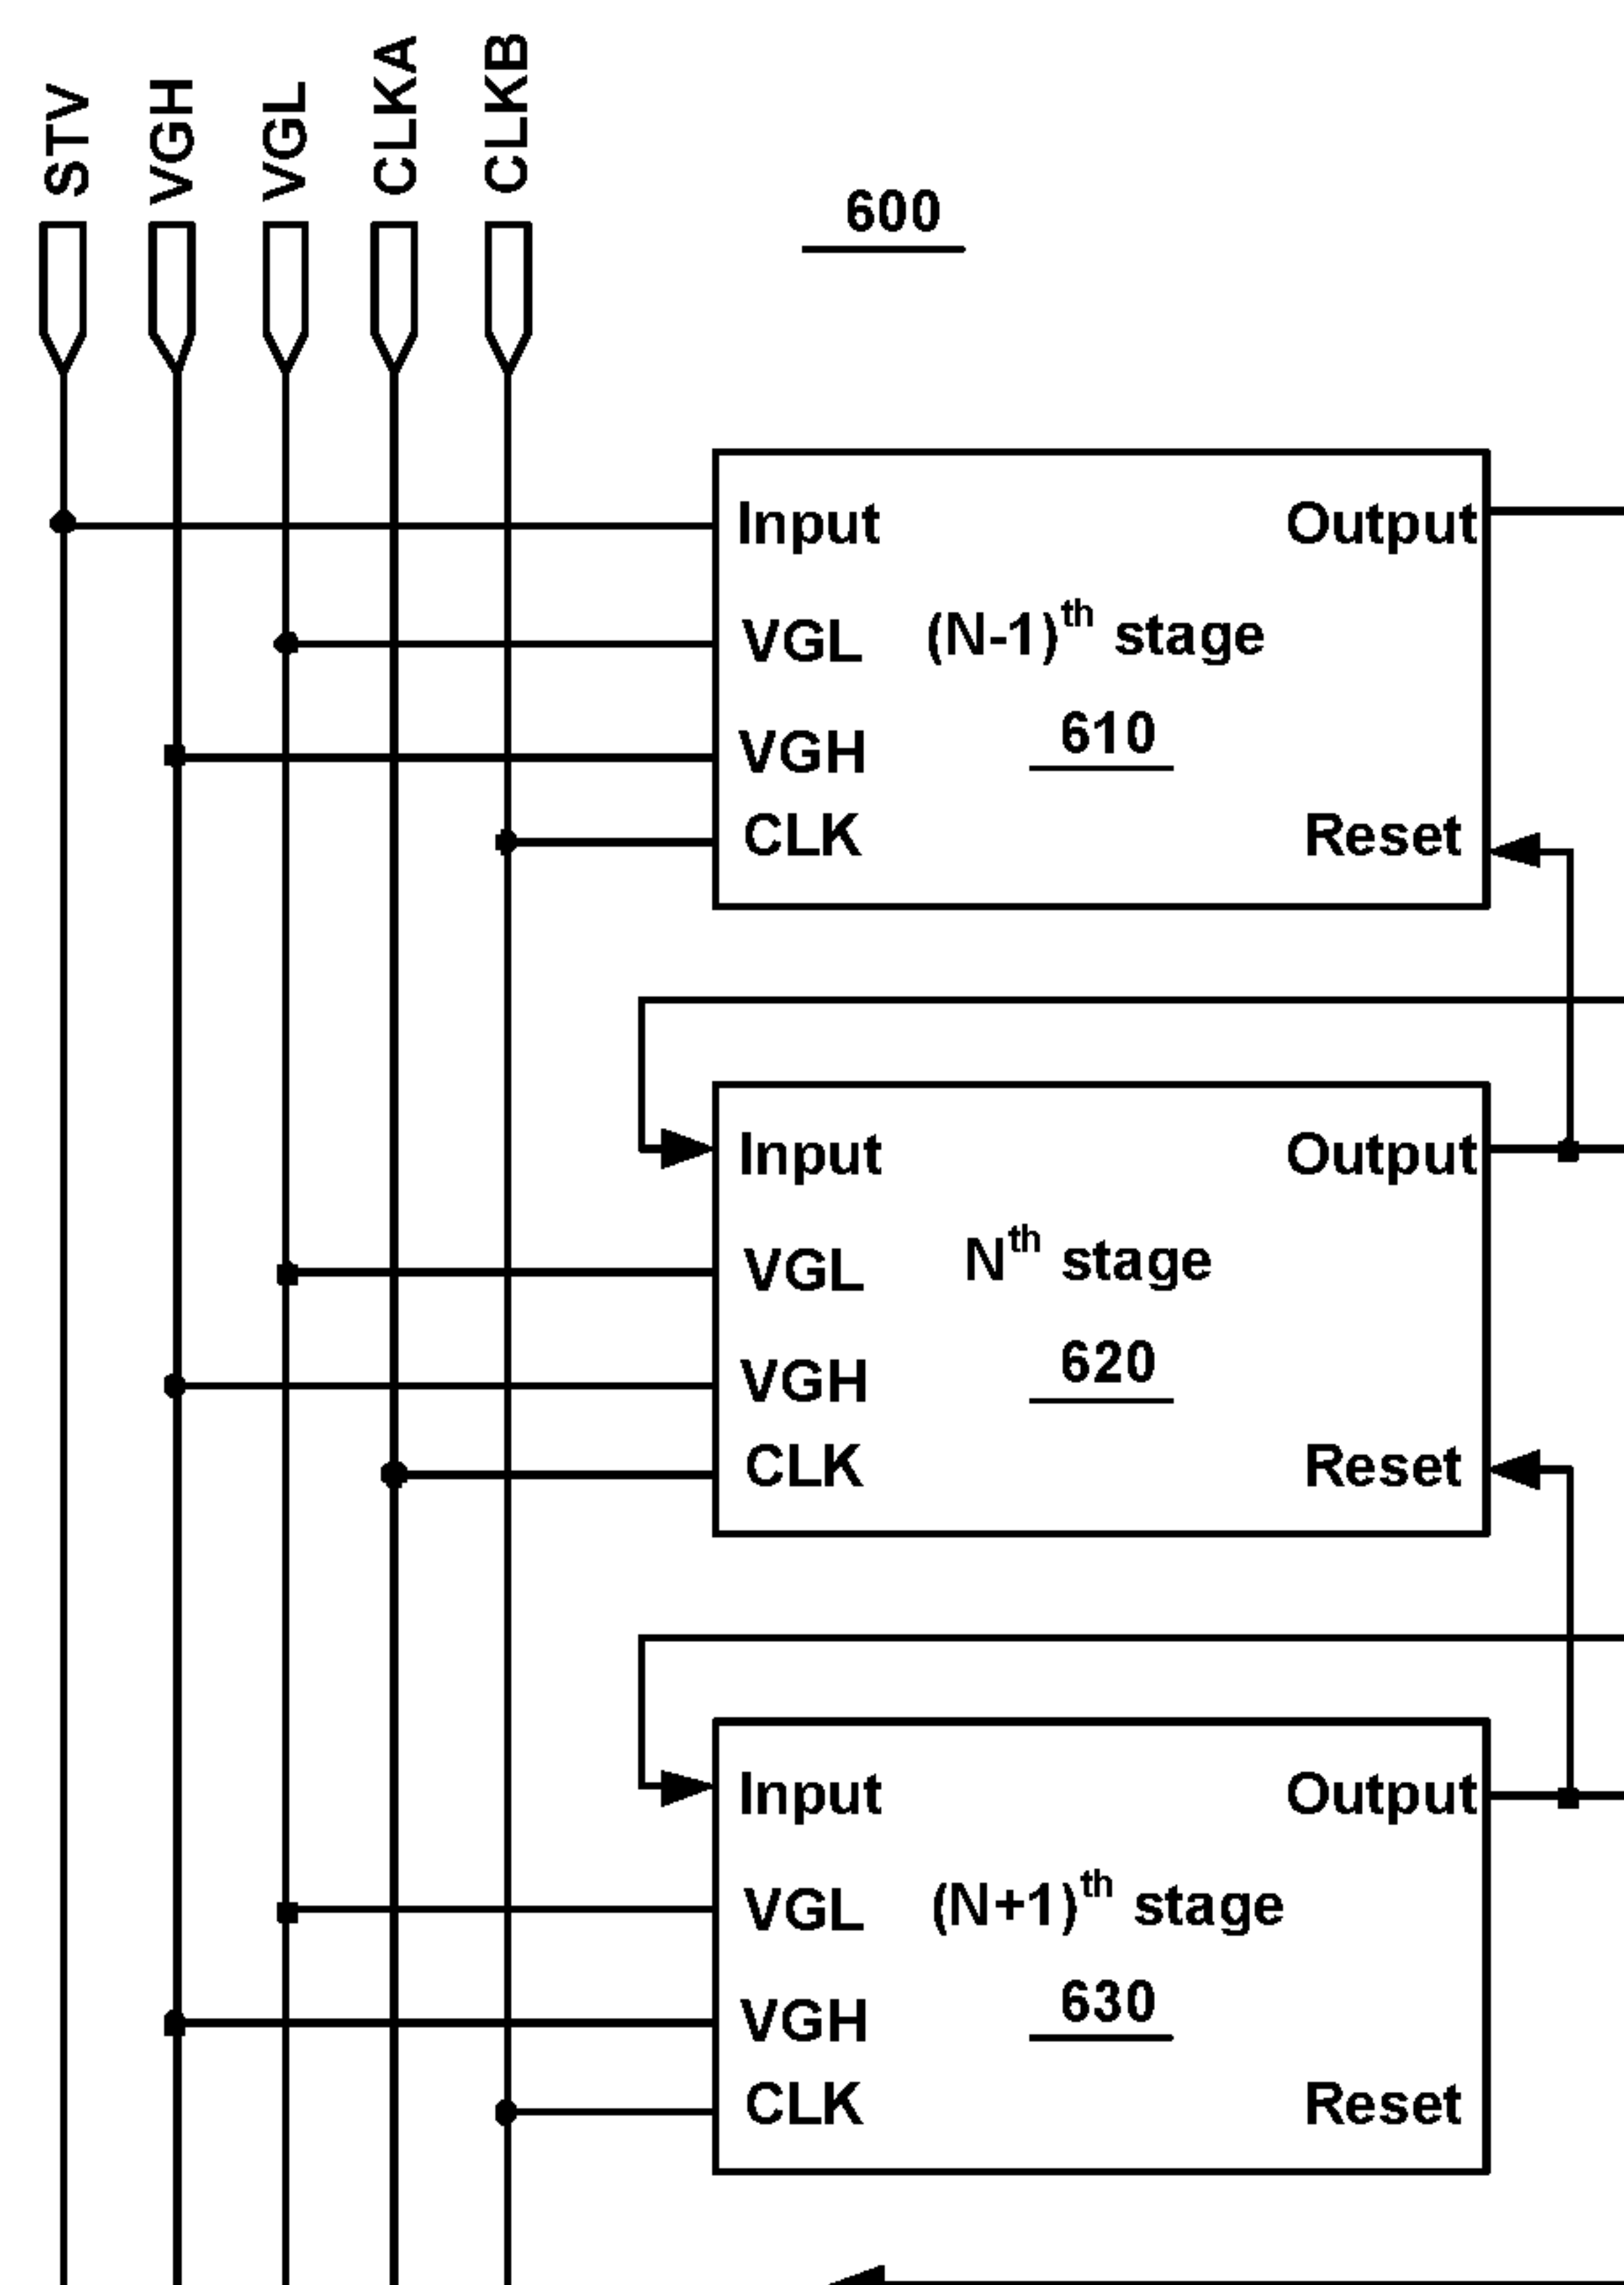 STV
VGH
VGL
CLKA
CLKB
600
Input
Output
VGL
(N-1)th stage
VGH
610
CLK
Reset
Input
Output
VGL
Nth stage
VGH
620
CLK
Reset
Input
Output
VGL
(N+1)th stage
VGH
630
CLK
Reset